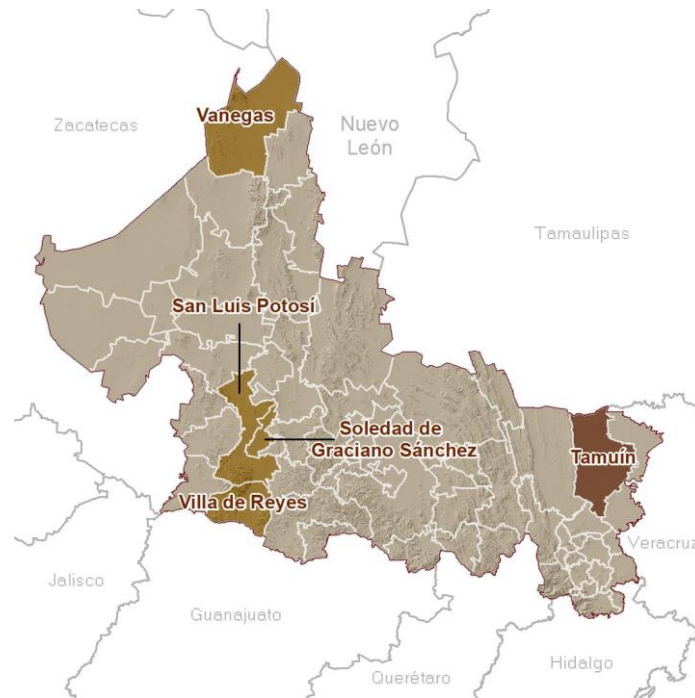 Vanegas
Zacatecas
Nuevo
León
Tamaulipas
San Luis Potosí
Soledad de
Graciano Sánchez
Tamuín
Villa de Reyes
Veracruz
Jalisco
Guanajuato
Querétaro
Hidalgo